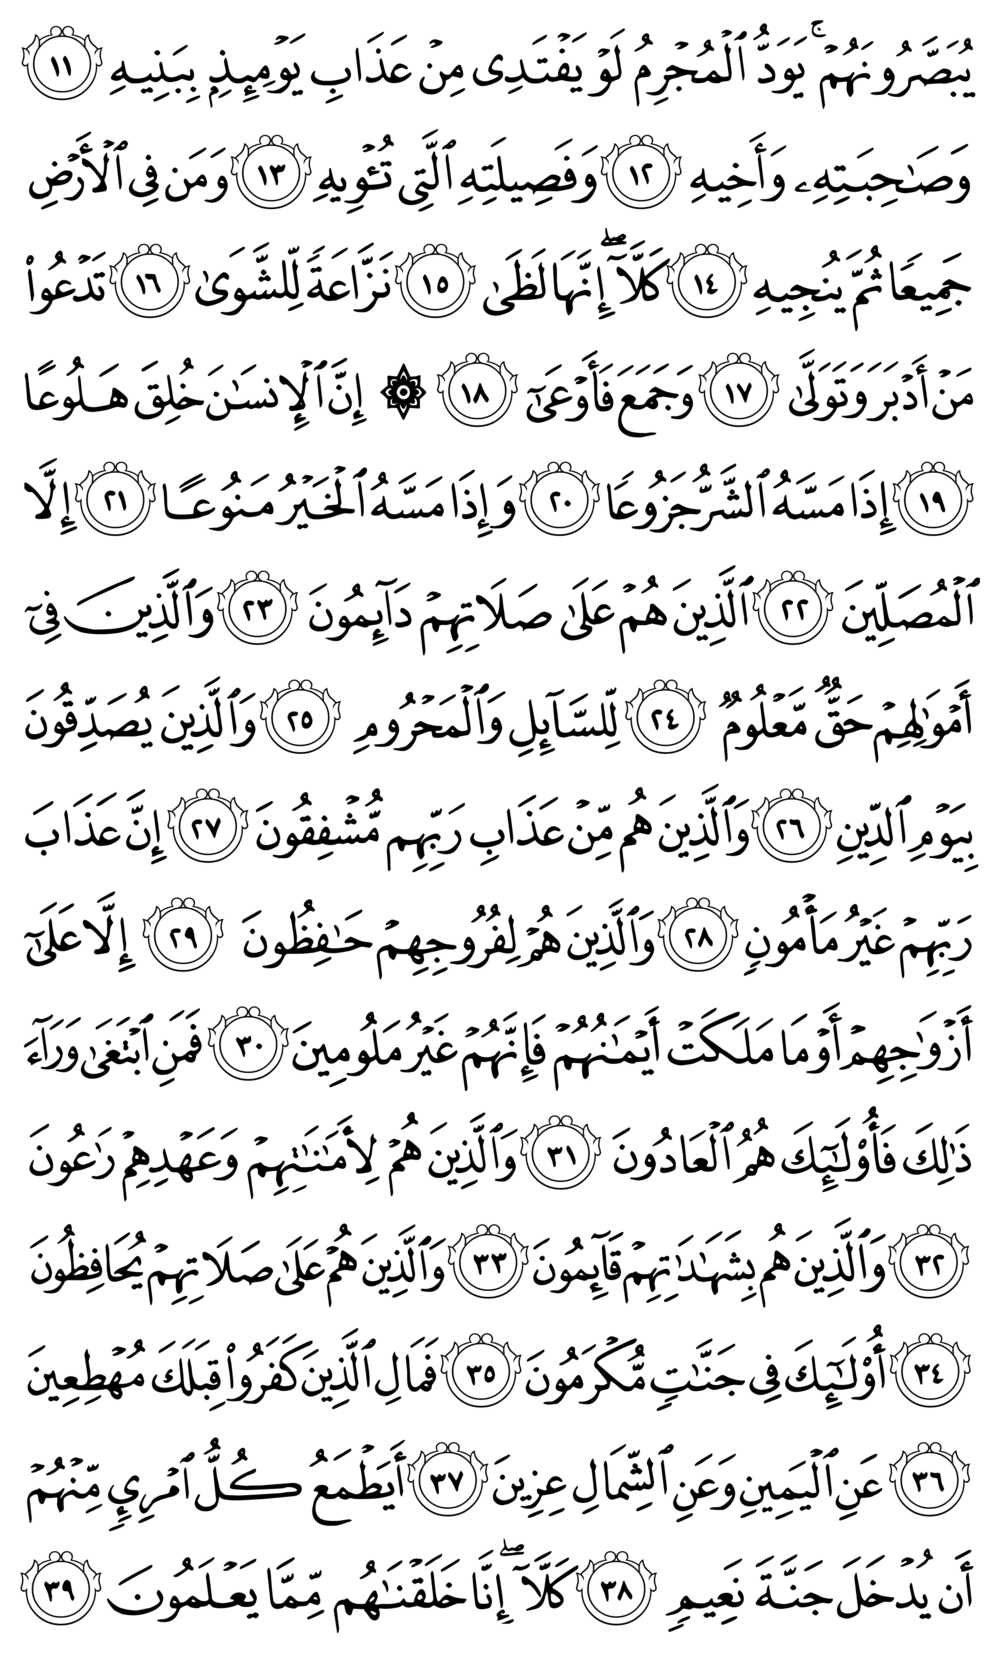 يُبَصَّرُونَهُمۡۚ يَوَدُّ ٱلۡمُجۡرِمُ لَوۡ يَفۡتَدِى مِنۡ عَذَابِ يَوۡمِئِذِۭ بِبَنِيهِ ١١
وَصَـٰحِبَتِهِۦ وَأَخِيهِ ١٢ وَفَصِيلَتِهِ ٱلَّتِى تُـٔۡوِيهِ ١٣ وَمَن فِى ٱلۡأَرۡضِ
جَمِيعًا ثُمَّ يُنجِيهِ ١٤ كَلَّآۖ إِنَّهَا لَظَىٰ ١٥ نَزَّاعَةً لِّلشَّوَىٰ ١٦ تَدۡعُواْ
مَنۡ أَدۡبَرَ وَتَوَلَّىٰ ١٧ وَجَمَعَ فَأَوۡعَىٰٓ ١٨ ۞ إِنَّ ٱلۡإِنسَـٰنَ خُلِقَ هَلُوعًا
١٩ إِذَا مَسَّهُ ٱلشَّرُّ جَزُوعًا ٢٠ وَإِذَا مَسَّهُ ٱلۡخَيۡرُ مَنُوعًا ٢١ إِلَّا
ٱلۡمُصَلِّينَ ٢٢ ٱلَّذِينَ هُمۡ عَلَىٰ صَلَاتِهِمۡ دَآئِمُونَ ٢٣ وَٱلَّذِينَ فِىٓ
أَمۡوَٰلِهِمۡ حَقٌّ مَّعۡلُومٌ ٢٤ لِّلسَّآئِلِ وَٱلۡمَحۡرُومِ ٢٥ وَٱلَّذِينَ يُصَدِّقُونَ
بِيَوۡمِ ٱلدِّينِ ٢٦ وَٱلَّذِينَ هُم مِّنۡ عَذَابِ رَبِّهِم مُّشۡفِقُونَ ٢٧ إِنَّ عَذَابَ
رَبِّهِمۡ غَيۡرُ مَأۡمُونٍ ٢٨ وَٱلَّذِينَ هُمۡ لِفُرُوجِهِمۡ حَـٰفِظُونَ ٢٩ إِلَّا عَلَىٰٓ
أَزۡوَٰجِهِمۡ أَوۡ مَا مَلَكَتۡ أَيۡمَـٰنُهُمۡ فَإِنَّهُمۡ غَيۡرُ مَلُومِينَ ٣٠ فَمَنِ ٱبۡتَغَىٰ وَرَآءَ
ذَٰلِكَ فَأُوْلَـٰٓئِكَ هُمُ ٱلۡعَادُونَ ٣١ وَٱلَّذِينَ هُمۡ لِأَمَـٰنَـٰتِهِمۡ وَعَهۡدِهِمۡ رَٰعُونَ
٣٢ وَٱلَّذِينَ هُم بِشَهَـٰدَٰتِهِمۡ قَآئِمُونَ ٣٣ وَٱلَّذِينَ هُمۡ عَلَىٰ صَلَاتِهِمۡ يُحَافِظُونَ
٣٤ أُوْلَـٰٓئِكَ فِى جَنَّـٰتٍ مُّكۡرَمُونَ ٣٥ فَمَالِ ٱلَّذِينَ كَفَرُواْ قِبَلَكَ مُهۡطِعِينَ
٣٦ عَنِ ٱلۡيَمِينِ وَعَنِ ٱلشِّمَالِ عِزِينَ ٣٧ أَيَطۡمَعُ كُلُّ ٱمۡرِىٍٕ مِّنۡهُمۡ
أَن يُدۡخَلَ جَنَّةَ نَعِيمٍ ٣٨ كَلَّآۖ إِنَّا خَلَقۡنَـٰهُم مِّمَّا يَعۡلَمُونَ ٣٩